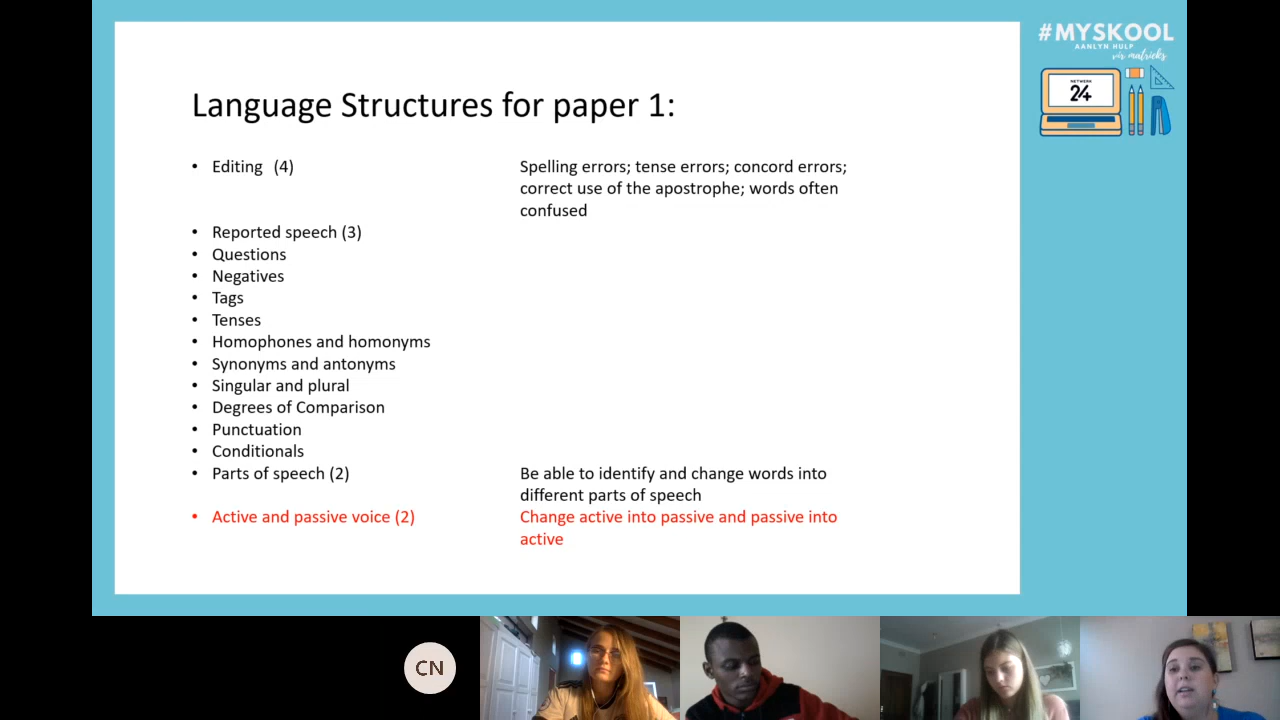 #MYSKOOL
AANLYN HULP
vir matrieks
NETWERK
24
Language Structures for paper 1:
• Editing (4) Spelling errors; tense errors; concord errors;
correct use of the apostrophe; words often
confused
• Reported speech (3)
• Questions
• Negatives
• Tags
• Tenses
• Homophones and homonyms
• Synonyms and antonyms
• Singular and plural
• Degrees of Comparison
• Punctuation
• Conditionals
• Parts of speech (2) Be able to identify and change words into
different parts of speech
• Active and passive voice (2) Change active into passive and passive into
active
CN